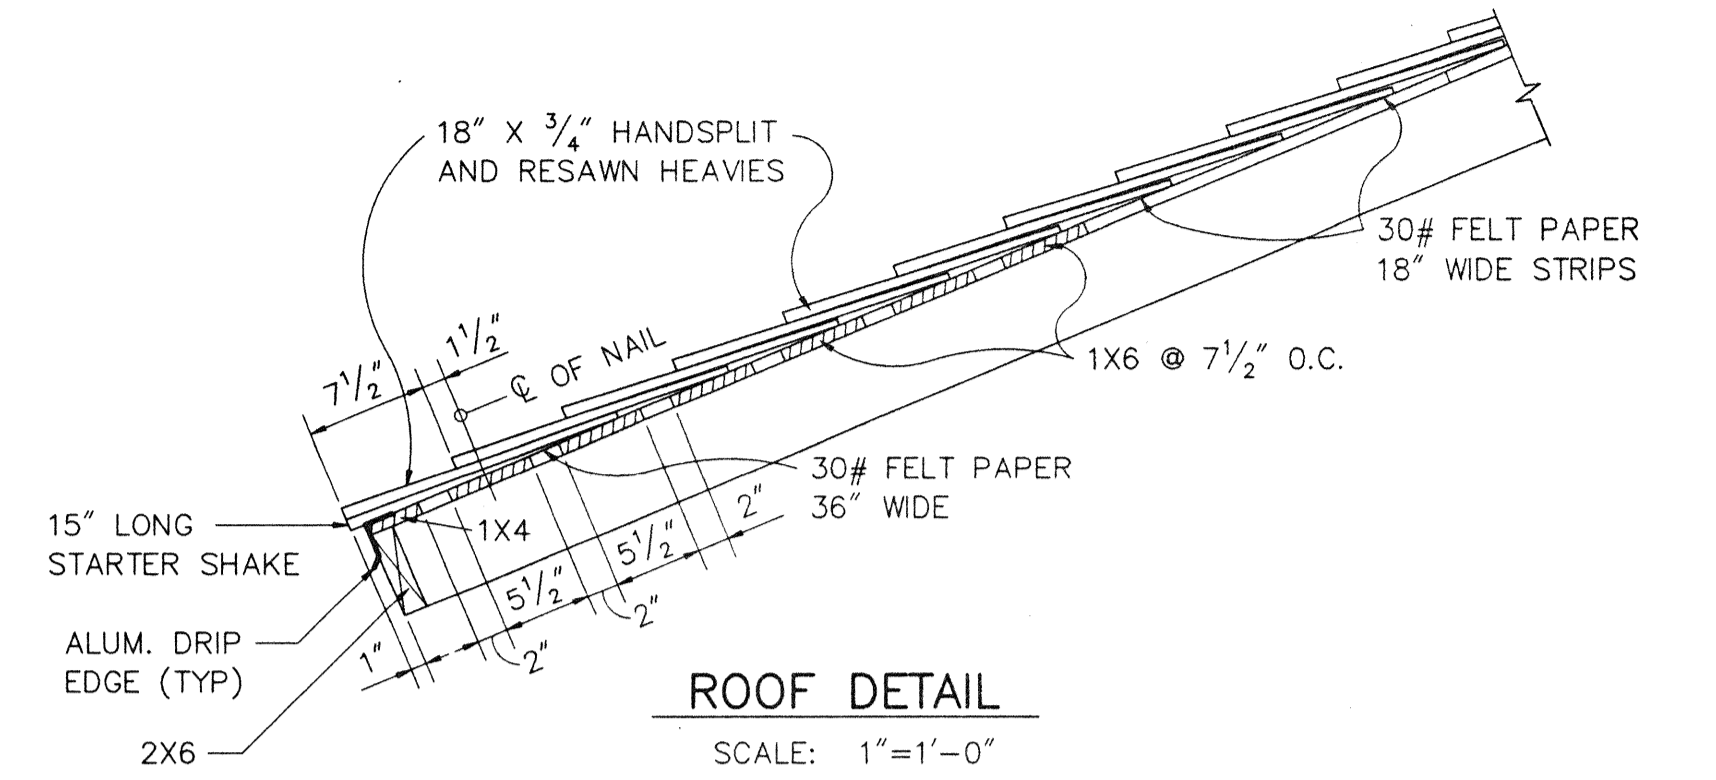 18" X 3/4" HANDSPLIT
AND RESAWN HEAVIES
30# FELT PAPER
18" WIDE STRIPS
1 1/2"
7 1/2"
℄ OF NAIL
1X6 @ 7 1/2" O.C.
30# FELT PAPER
36" WIDE
15" LONG
STARTER SHAKE
1X4
2"
5 1/2"
5 1/2"
2"
2"
1"
ALUM. DRIP
EDGE (TYP)
2X6
ROOF DETAIL
SCALE: 1"=1'-0"